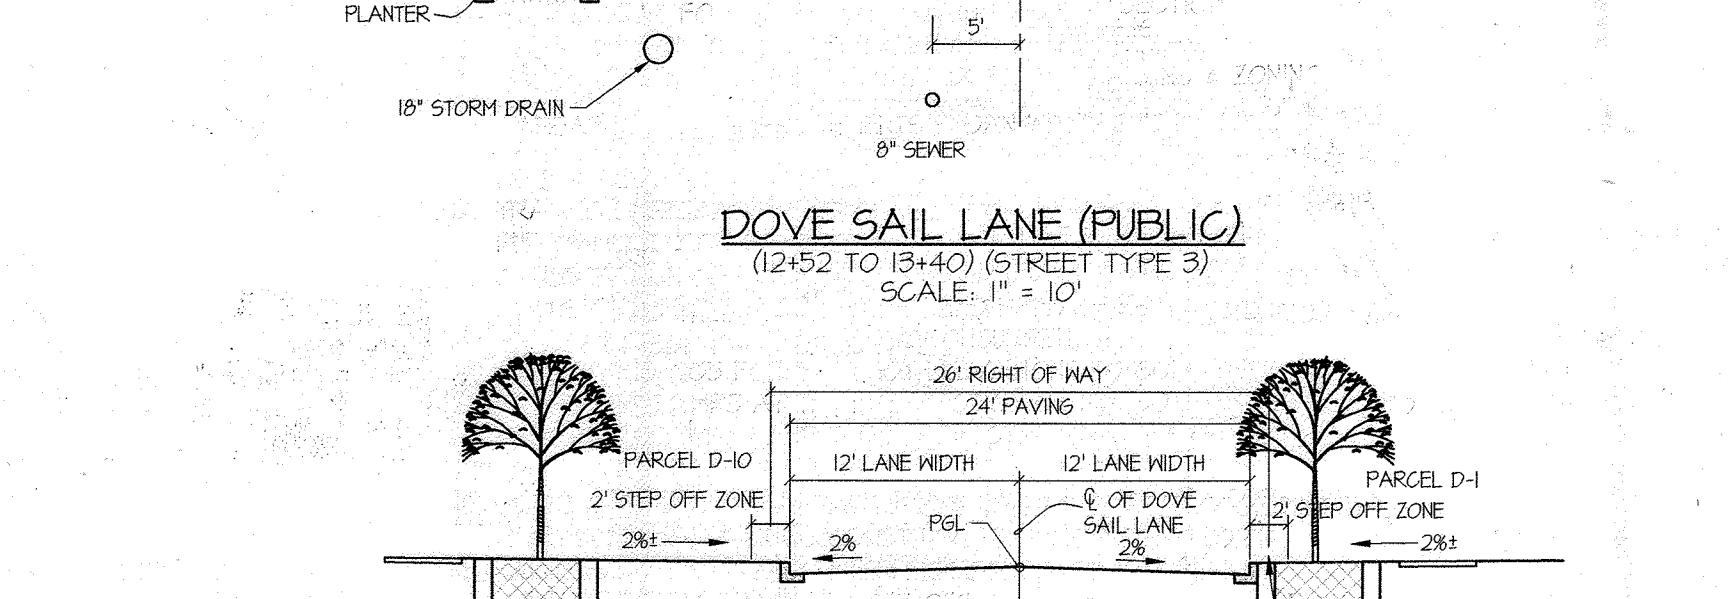 PLANTER
5'
18" STORM DRAIN
8" SEWER
DOVE SAIL LANE (PUBLIC)
(12+52 TO 13+40) (STREET TYPE 3)
SCALE: 1" = 10'
26' RIGHT OF WAY
24' PAVING
PARCEL D-10
12' LANE WIDTH
12' LANE WIDTH
PARCEL D-1
2' STEP OFF ZONE
℄ OF DOVE
SAIL LANE
2' STEP OFF ZONE
PGL
2%±
2%
2%
2%±